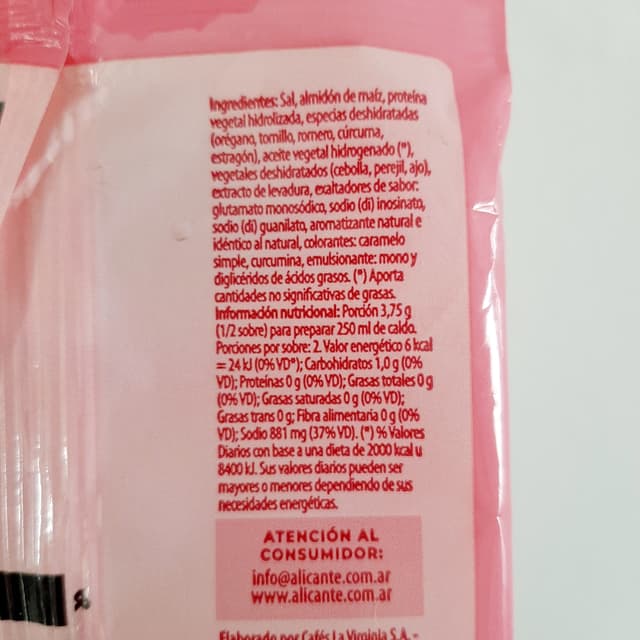 Ingredientes: Sal, almidón de maíz, proteína
vegetal hidrolizada, especias deshidratadas
(orégano, tomillo, romero, cúrcuma,
estragón), aceite vegetal hidrogenado (*),
vegetales deshidratados (cebolla, perejil, ajo),
extracto de levadura, exaltadores de sabor:
glutamato monosódico, sodio (di) inosinato,
sodio (di) guanilato, aromatizante natural e
idéntico al natural, colorantes: caramelo
simple, curcumina, emulsionante: mono y
diglicéridos de ácidos grasos. (*) Aporta
cantidades no significativas de grasas.
Información nutricional: Porción 3,75 g
(1/2 sobre) para preparar 250 ml de caldo.
Porciones por sobre: 2. Valor energético 6 kcal
= 24 kJ (0% VD*); Carbohidratos 1,0 g (0%
VD); Proteínas 0 g (0% VD); Grasas totales 0 g
(0% VD); Grasas saturadas 0 g (0% VD);
Grasas trans 0 g; Fibra alimentaria 0 g (0%
VD); Sodio 881 mg (37% VD). (*) % Valores
Diarios con base a una dieta de 2000 kcal u
8400 kJ. Sus valores diarios pueden ser
mayores o menores dependiendo de sus
necesidades energéticas.
ATENCIÓN AL
CONSUMIDOR:
info@alicante.com.ar
www.alicante.com.ar
Elaborado por Cafés La Virginia S.A. -